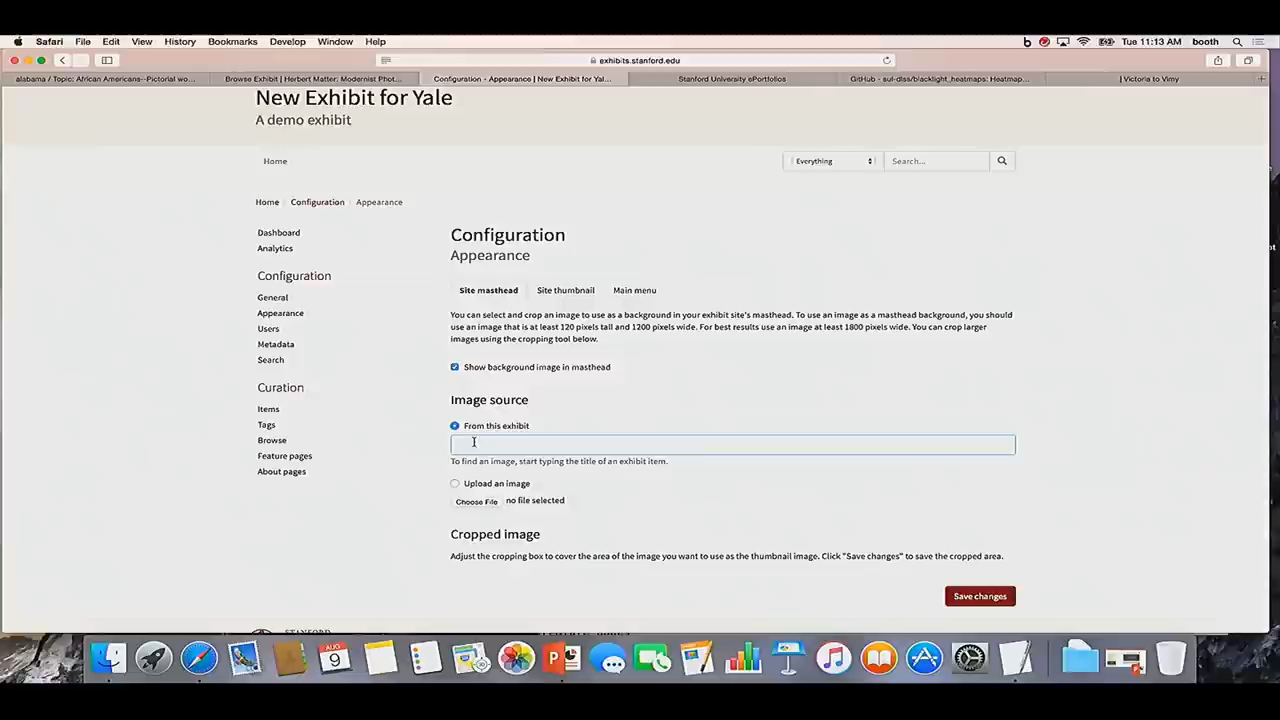 Safari File Edit View History Bookmarks Develop Window Help Tue 11:13 AM booth
exhibits.stanford.edu
alabama / Topic: African Americans--Pictorial wo... Browse Exhibit | Herbert Matter: Modernist Phot... Configuration - Appearance | New Exhibit for Yal... Stanford University ePortfolios GitHub - sul-dlss/blacklight_heatmaps: Heatmap... | Victoria to Vimy
New Exhibit for Yale
A demo exhibit
Home Everything Search...
Home Configuration Appearance
Dashboard
Analytics
Configuration
General
Appearance
Users
Metadata
Search
Curation
Items
Tags
Browse
Feature pages
About pages
Configuration
Appearance
Site masthead Site thumbnail Main menu
You can select and crop an image to use as a background in your exhibit site's masthead. To use an image as a masthead background, you should
use an image that is at least 120 pixels tall and 1200 pixels wide. For best results use an image at least 1800 pixels wide. You can crop larger
images using the cropping tool below.
Show background image in masthead
Image source
From this exhibit
To find an image, start typing the title of an exhibit item.
Upload an image
Choose File no file selected
Cropped image
Adjust the cropping box to cover the area of the image you want to use as the thumbnail image. Click "Save changes" to save the cropped area.
Save changes
AUG
9